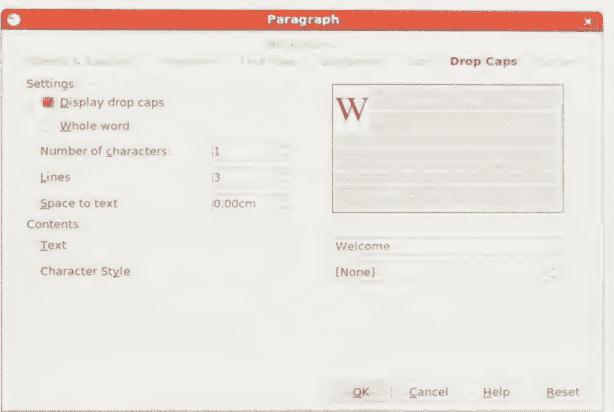 Paragraph
Drop Caps
Settings
Display drop caps
Whole word
Number of characters: 1
Lines 3
Space to text 0.00cm
W
Contents
Text Welcome
Character Style [None]
OK Cancel Help Reset